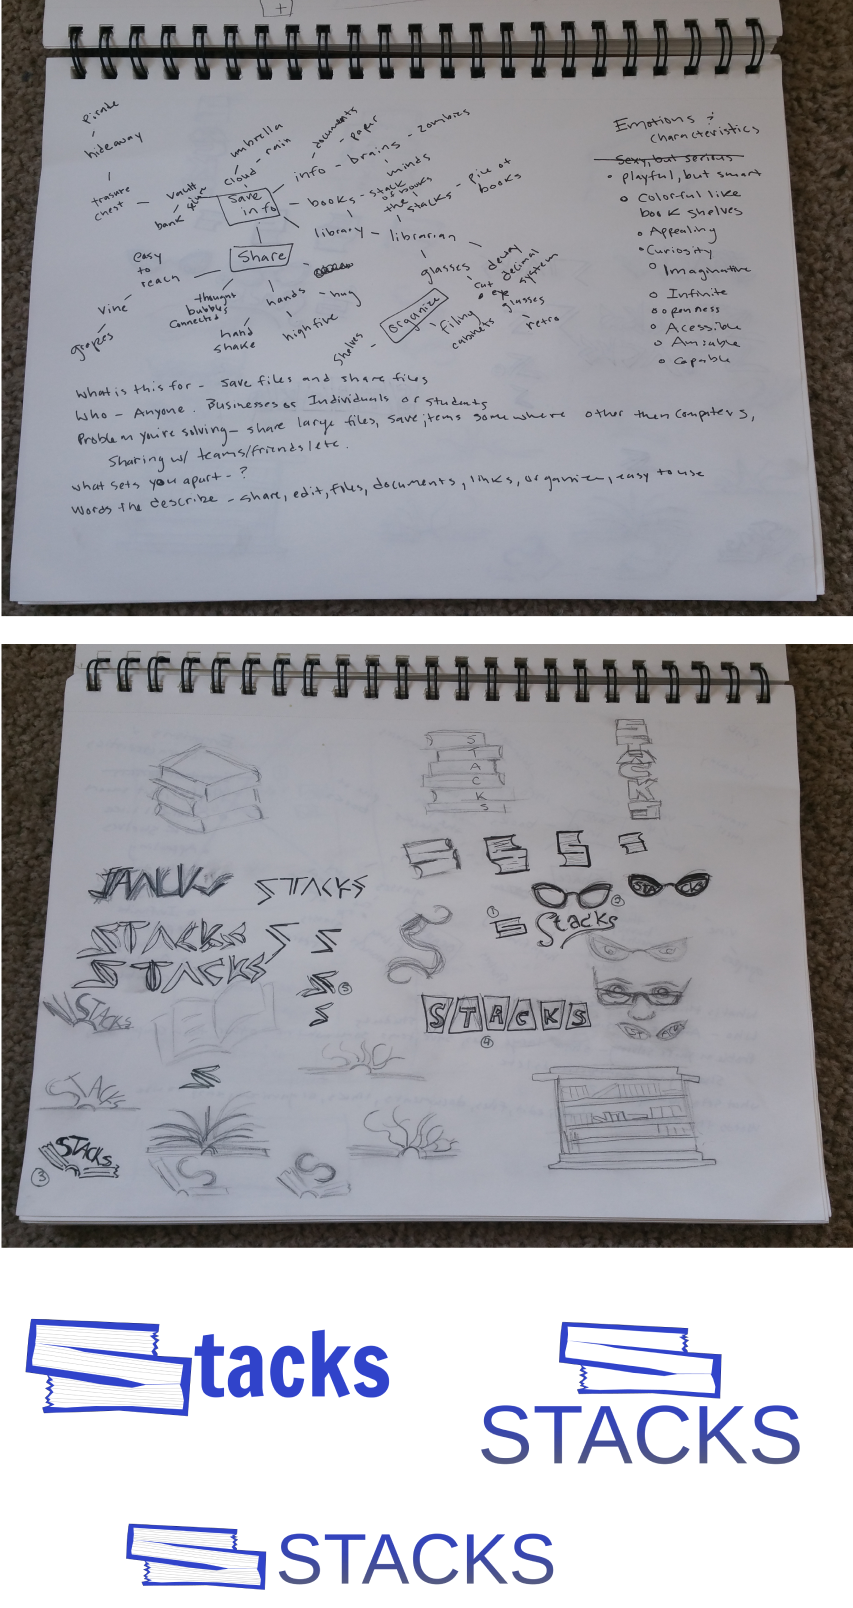 pirate
hideaway
trasure
chest
vault
bank
umbrella
rain
cloud
documents
paper
info - brains - zombies
minds
save
info
books - stack
of books
the
stacks - pile of
books
library - librarian
easy
to
reach
Share
vine
grapes
thought
bubbles
connected
hands
hug
hand
shake
high five
glasses
dewey
decimal
system
cat
eye
glasses
retro
organize
filing
cabinets
shelves
Emotions ?
characteristics
Sexy, but serious
• playful, but smart
• Colorful like
book shelves
• Appealing
• Curiosity
• Imaginative
• Infinite
• openness
• Acessible
• Amiable
• Capable
What is this for - save files and share files
Who - Anyone. Businesses or Individuals or students
Problem you're solving - share large files, save items somewhere other then computers,
Sharing w/ teams/friends/etc.
what sets you apart - ?
Words the describe - share, edit, files, documents, links, organize, easy to use
S
T
A
C
K
S
STACKS
STACKS
STACKS
S
S
STACKS
S
5
S
STACKS
STACKS
STACKS
3
S
S
S
1
Stacks
2
STACKS
4
tacks
STACKS
STACKS